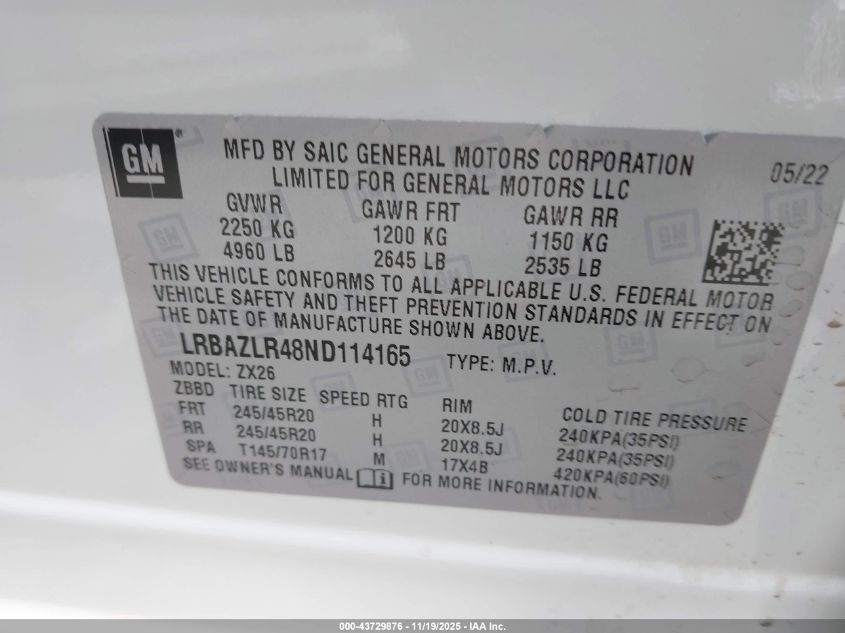 GM
MFD BY SAIC GENERAL MOTORS CORPORATION
LIMITED FOR GENERAL MOTORS LLC
05/22
GVWR GAWR FRT GAWR RR
2250 KG 1200 KG 1150 KG
4960 LB 2645 LB 2535 LB
THIS VEHICLE CONFORMS TO ALL APPLICABLE U.S. FEDERAL MOTOR
VEHICLE SAFETY AND THEFT PREVENTION STANDARDS IN EFFECT ON
THE DATE OF MANUFACTURE SHOWN ABOVE.
LRBAZLR48ND114165 TYPE: M.P.V.
MODEL: ZX26
ZBBD TIRE SIZE SPEED RTG RIM COLD TIRE PRESSURE
FRT 245/45R20 H 20X8.5J 240KPA(35PSI)
RR 245/45R20 H 20X8.5J 240KPA(35PSI)
SPA T145/70R17 M 17X4B 420KPA(60PSI)
SEE OWNER'S MANUAL i FOR MORE INFORMATION.
000-43729876 - 11/19/2025 - IAA Inc.